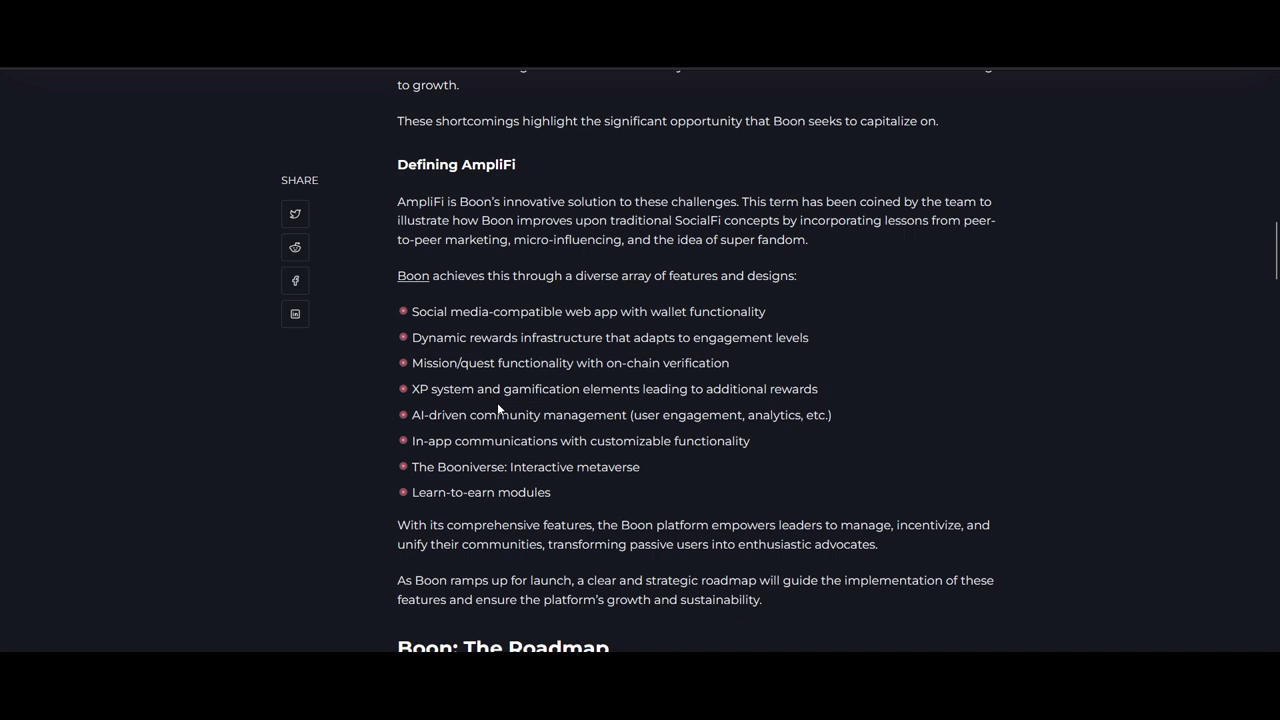 to growth.
These shortcomings highlight the significant opportunity that Boon seeks to capitalize on.
Defining AmpliFi
SHARE
AmpliFi is Boon’s innovative solution to these challenges. This term has been coined by the team to
illustrate how Boon improves upon traditional SocialFi concepts by incorporating lessons from peer-
to-peer marketing, micro-influencing, and the idea of super fandom.
Boon achieves this through a diverse array of features and designs:
Social media-compatible web app with wallet functionality
Dynamic rewards infrastructure that adapts to engagement levels
Mission/quest functionality with on-chain verification
XP system and gamification elements leading to additional rewards
AI-driven community management (user engagement, analytics, etc.)
In-app communications with customizable functionality
The Booniverse: Interactive metaverse
Learn-to-earn modules
With its comprehensive features, the Boon platform empowers leaders to manage, incentivize, and
unify their communities, transforming passive users into enthusiastic advocates.
As Boon ramps up for launch, a clear and strategic roadmap will guide the implementation of these
features and ensure the platform’s growth and sustainability.
Boon: The Roadmap